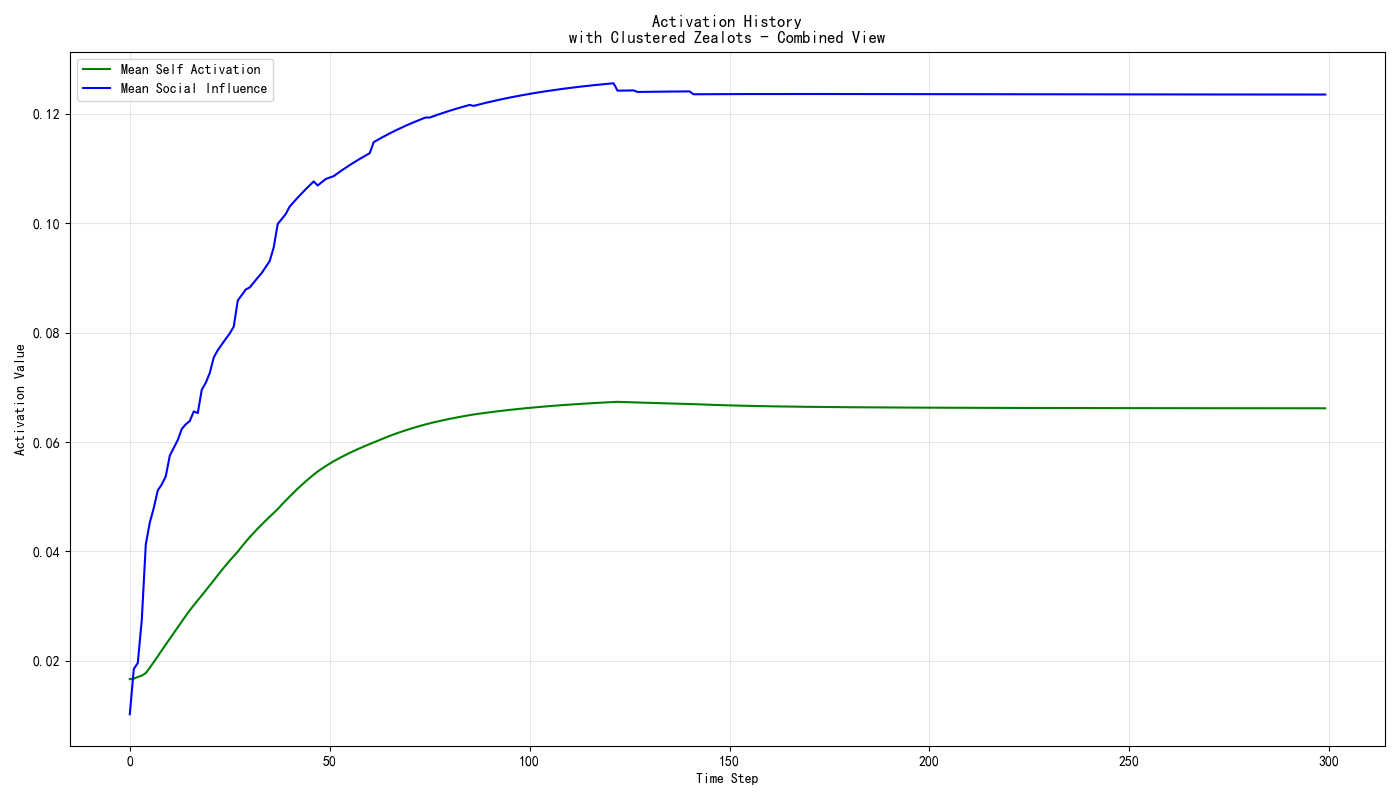 Activation History
with Clustered Zealots - Combined View
Mean Self Activation
Mean Social Influence
Activation Value
0.12
0.10
0.08
0.06
0.04
0.02
0
50
100
150
200
250
300
Time Step